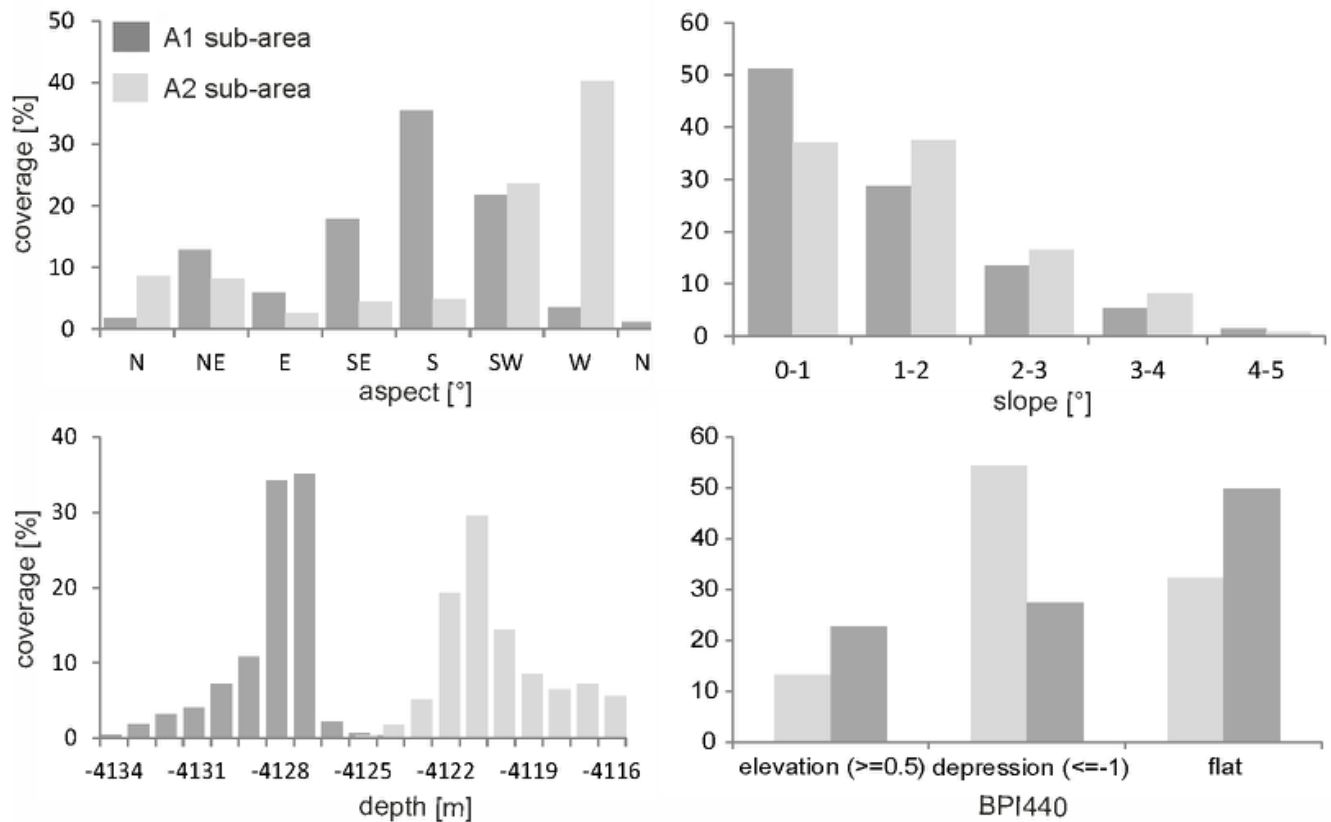 50
40
30
20
10
0
coverage [%]
A1 sub-area
A2 sub-area
N NE E SE S SW W N
aspect [°]
60
50
40
30
20
10
0
0-1 1-2 2-3 3-4 4-5
slope [°]
40
30
20
10
0
coverage [%]
-4134 -4131 -4128 -4125 -4122 -4119 -4116
depth [m]
60
50
40
30
20
10
0
elevation (>=0.5) depression (<=-1) flat
BPI440